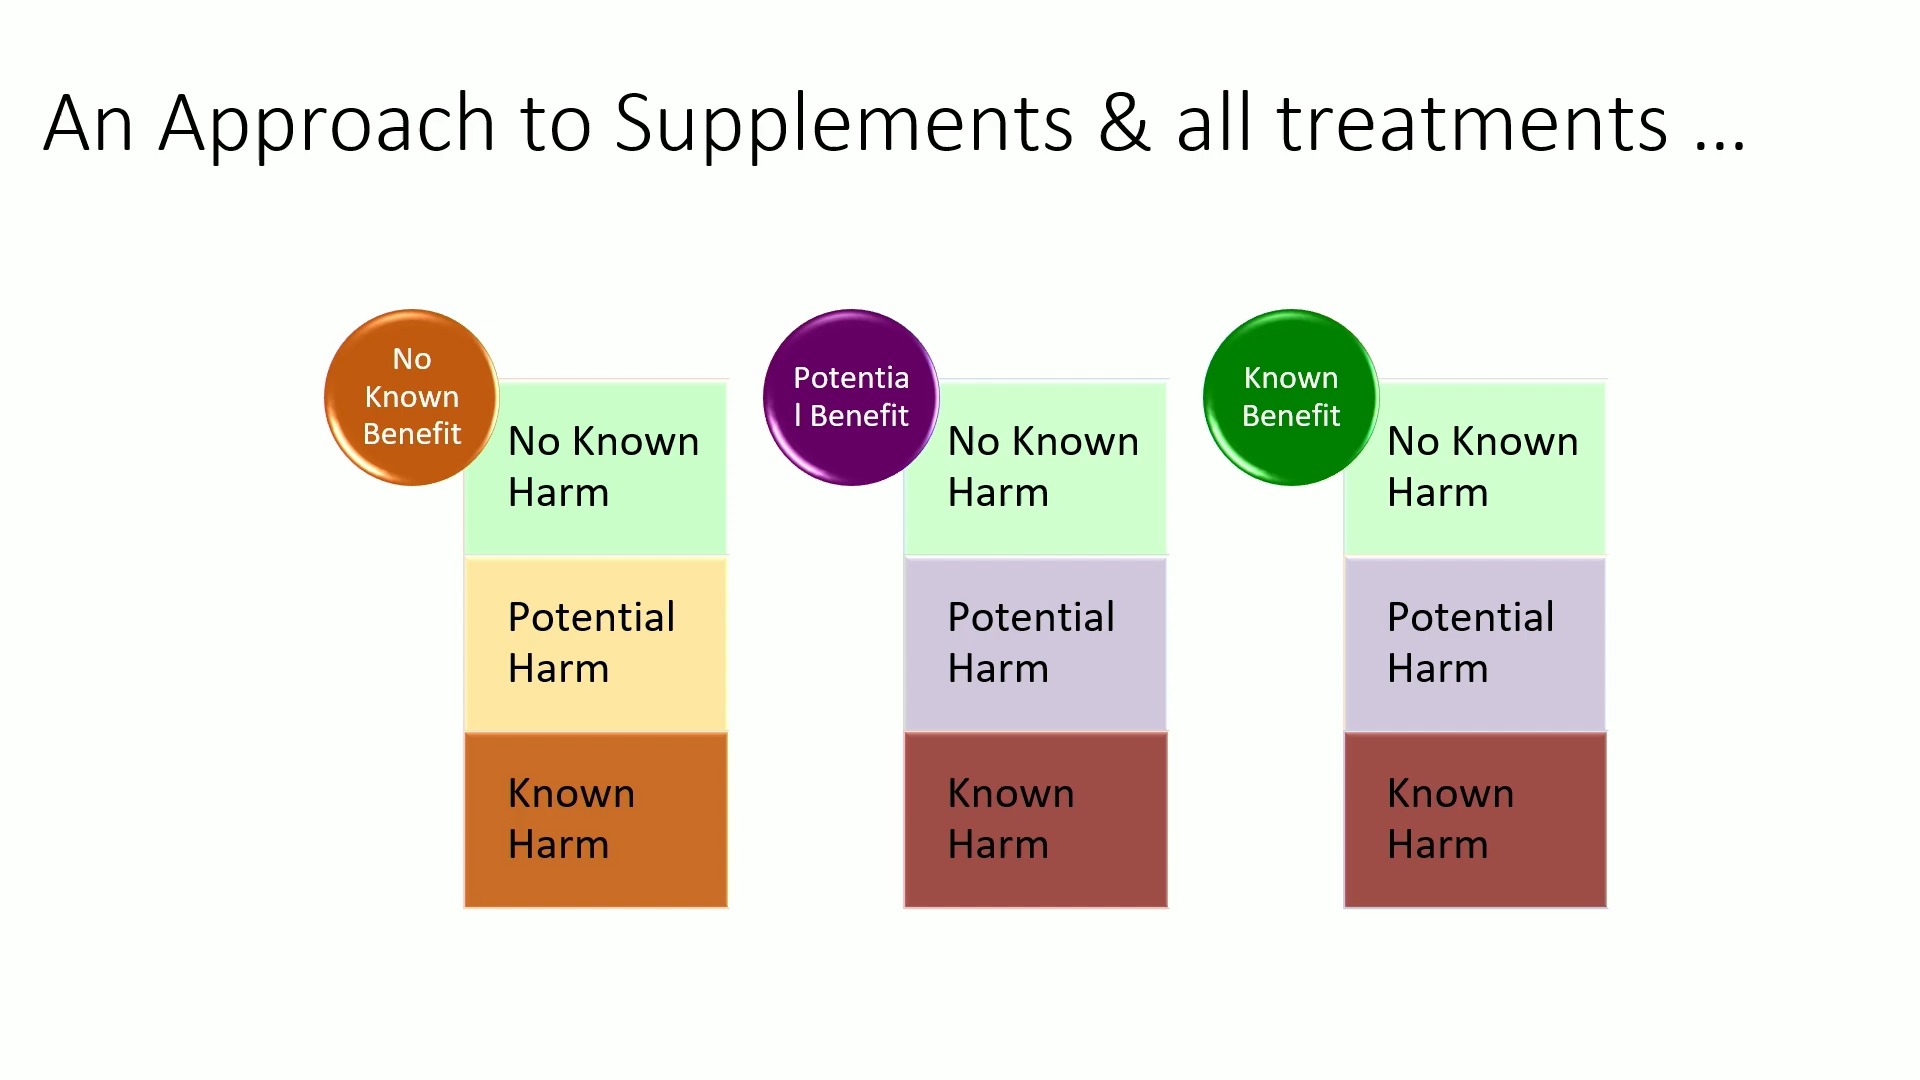 An Approach to Supplements & all treatments ...
No
Known
Benefit
No Known
Harm
Potential
Harm
Known
Harm
Potentia
l Benefit
No Known
Harm
Potential
Harm
Known
Harm
Known
Benefit
No Known
Harm
Potential
Harm
Known
Harm